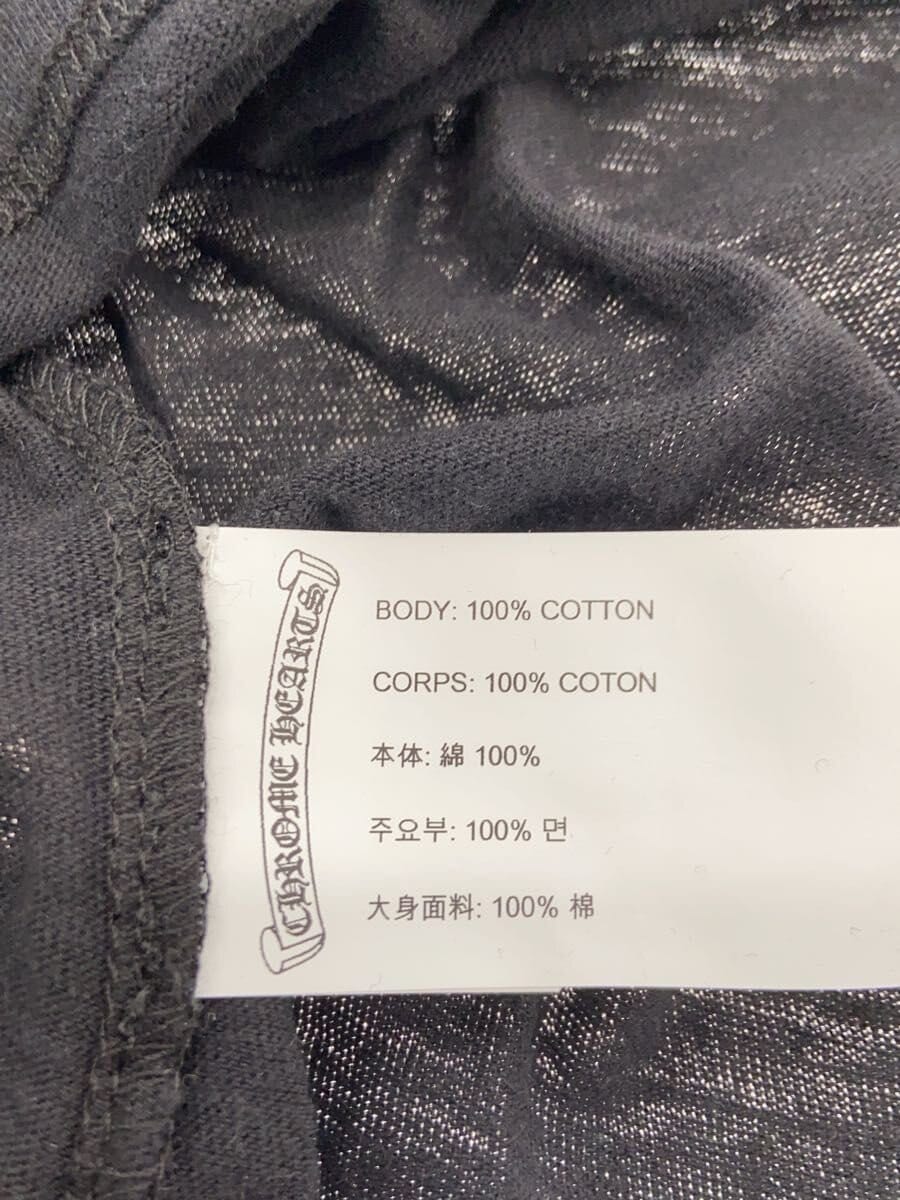 CHROME HEARTS
BODY: 100% COTTON
CORPS: 100% COTON
本体: 綿 100%
주요부: 100% 면
大身面料: 100% 棉